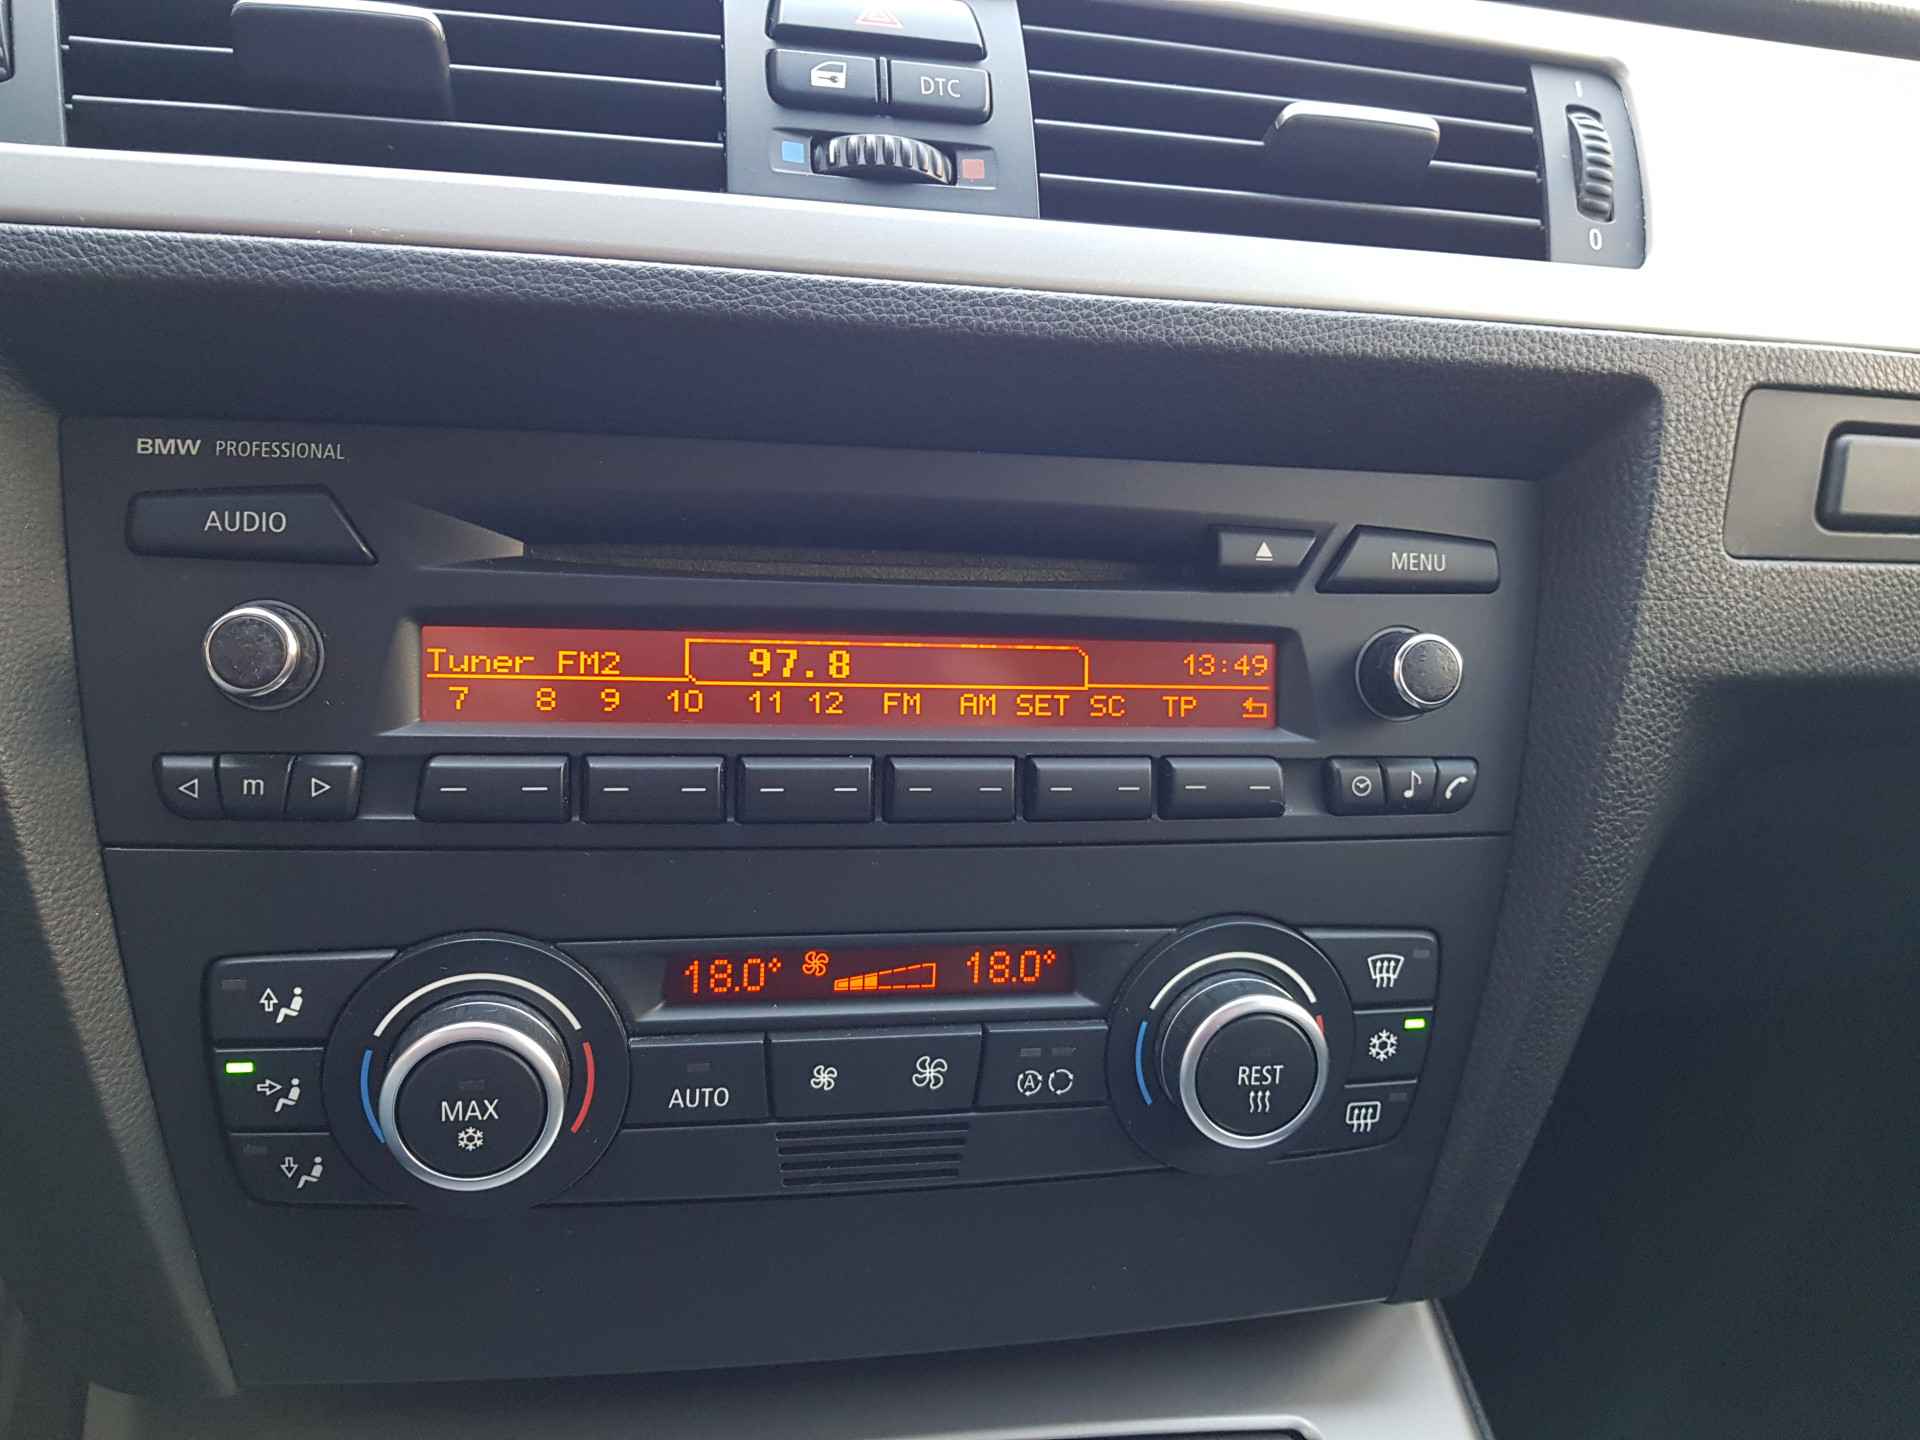 DTC
0
BMW PROFESSIONAL
AUDIO
MENU
Tuner FM2 97.8 13:49
7 8 9 10 11 12 FM AM SET SC TP
m
18.0° 18.0°
MAX
AUTO
A
REST